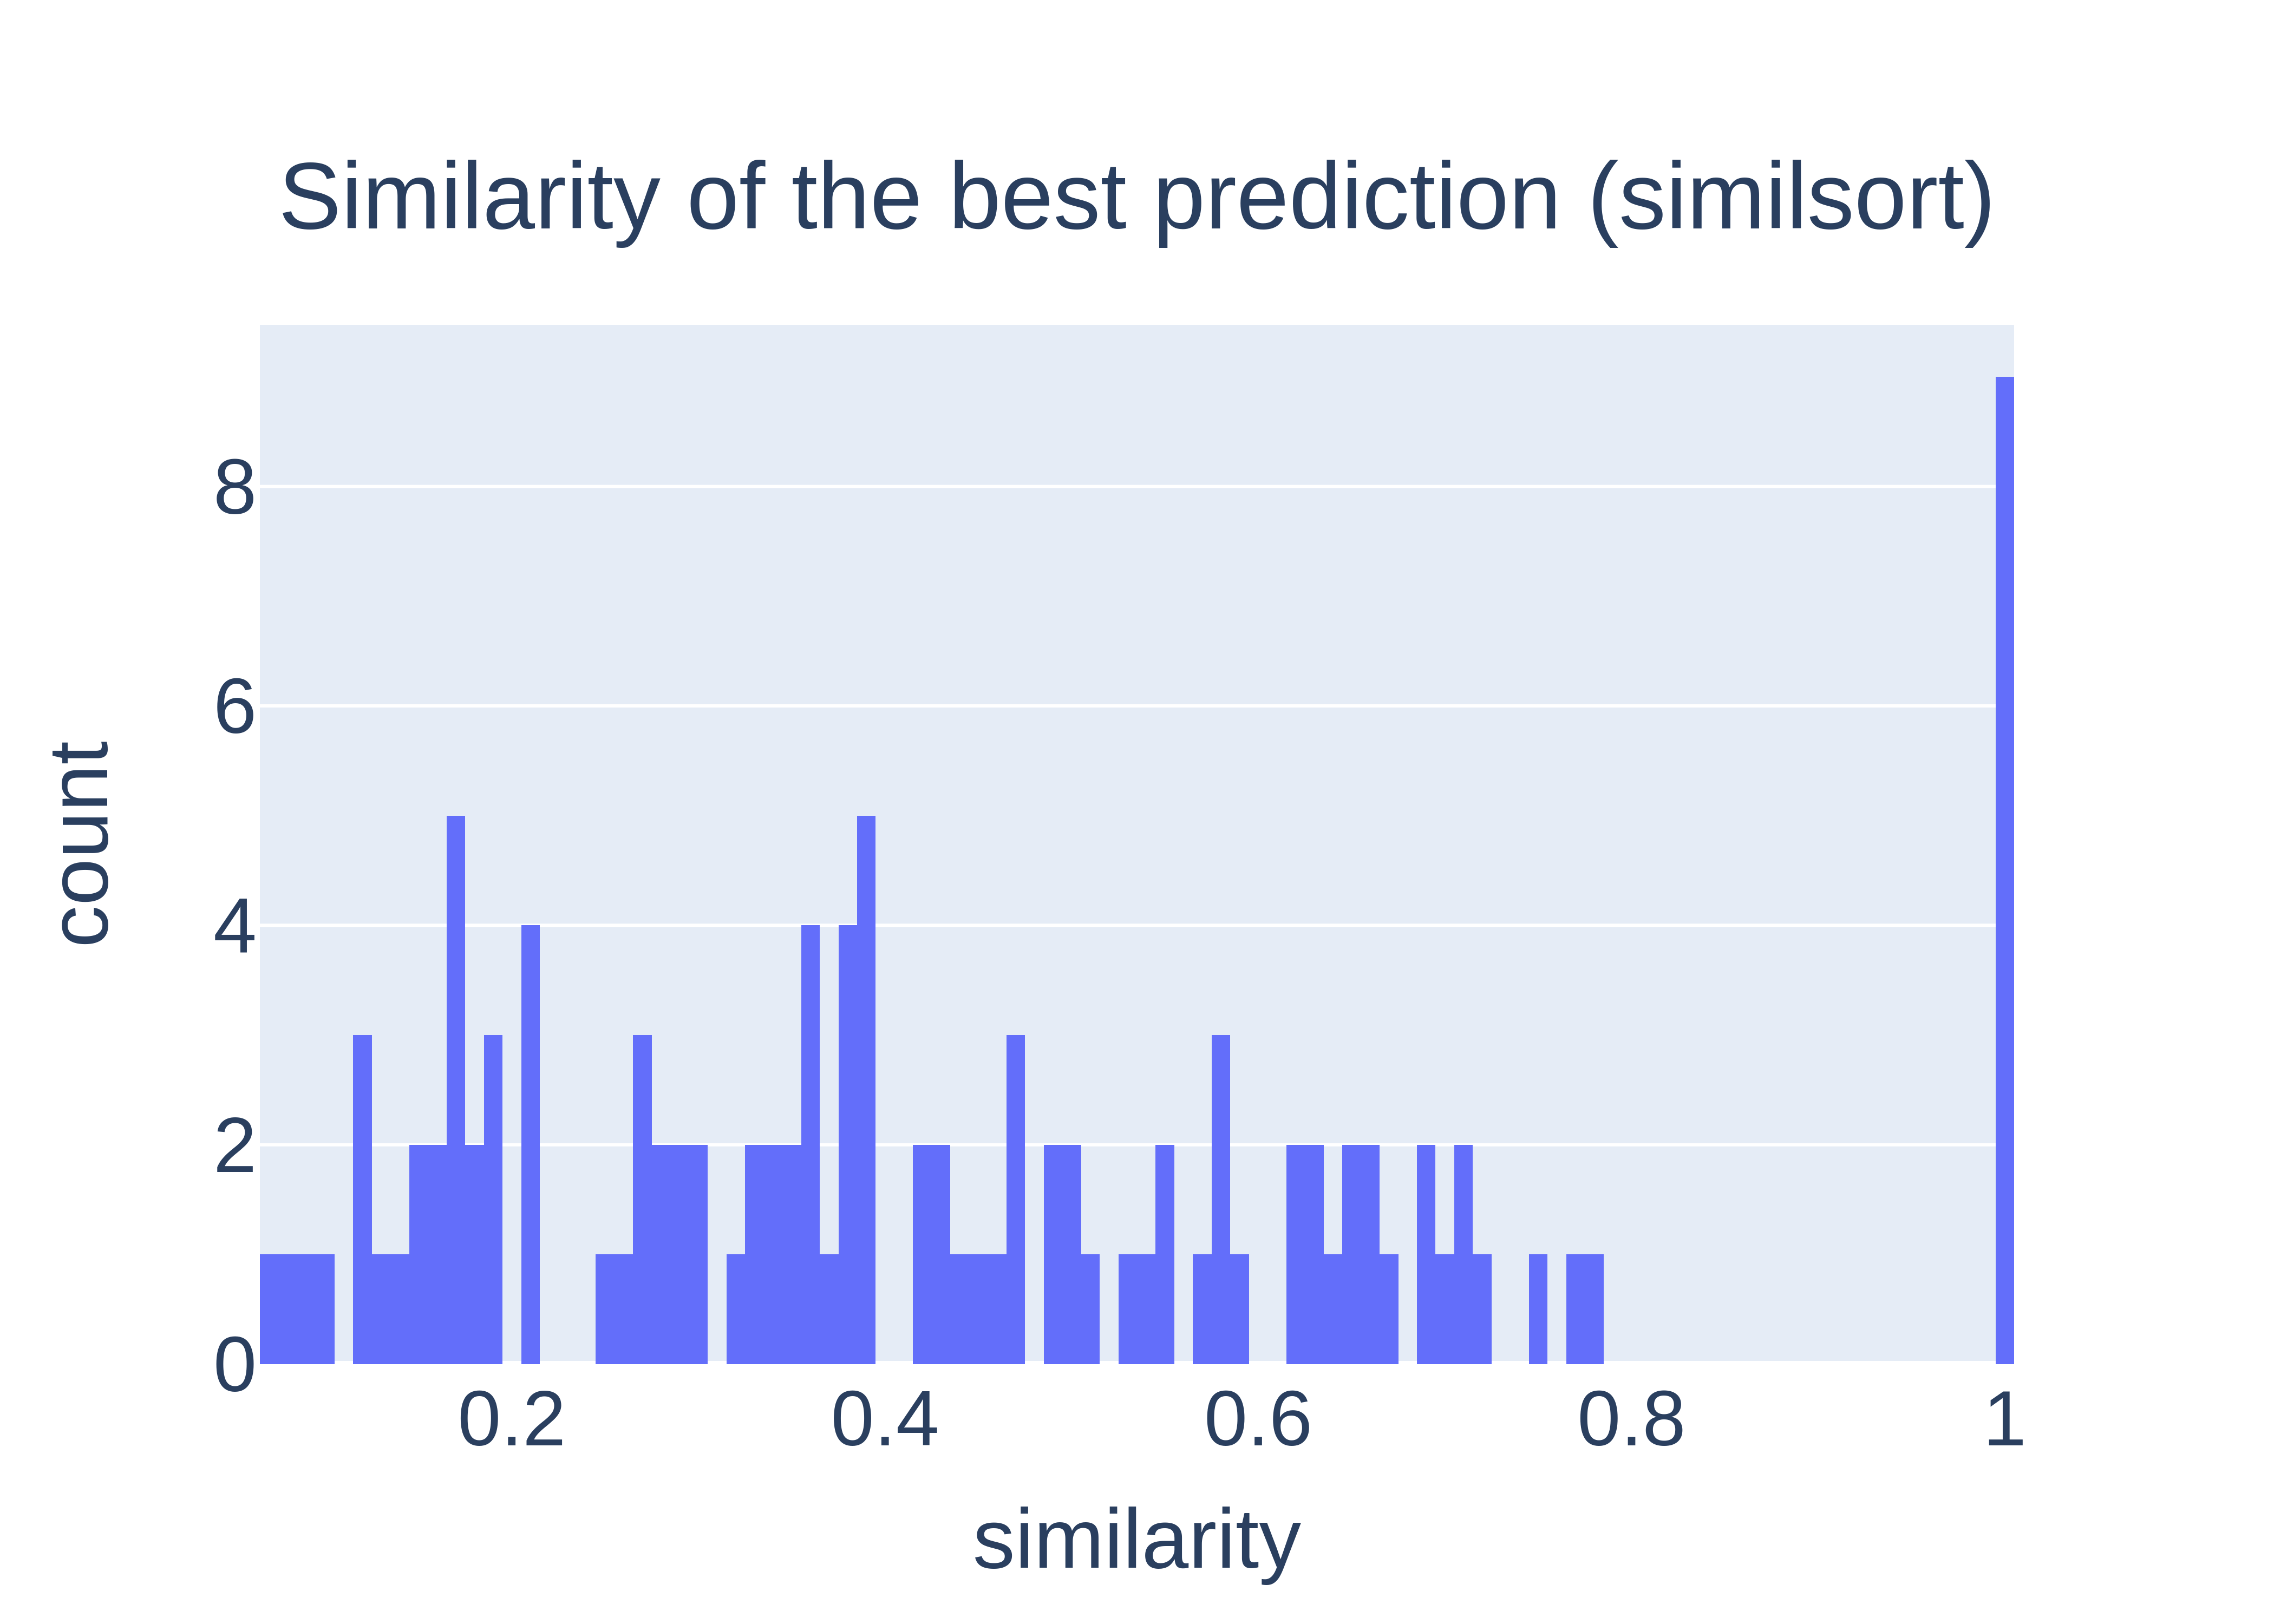 Similarity of the best prediction (similsort)
8
6
4
2
0
count
0.2 0.4 0.6 0.8 1
similarity